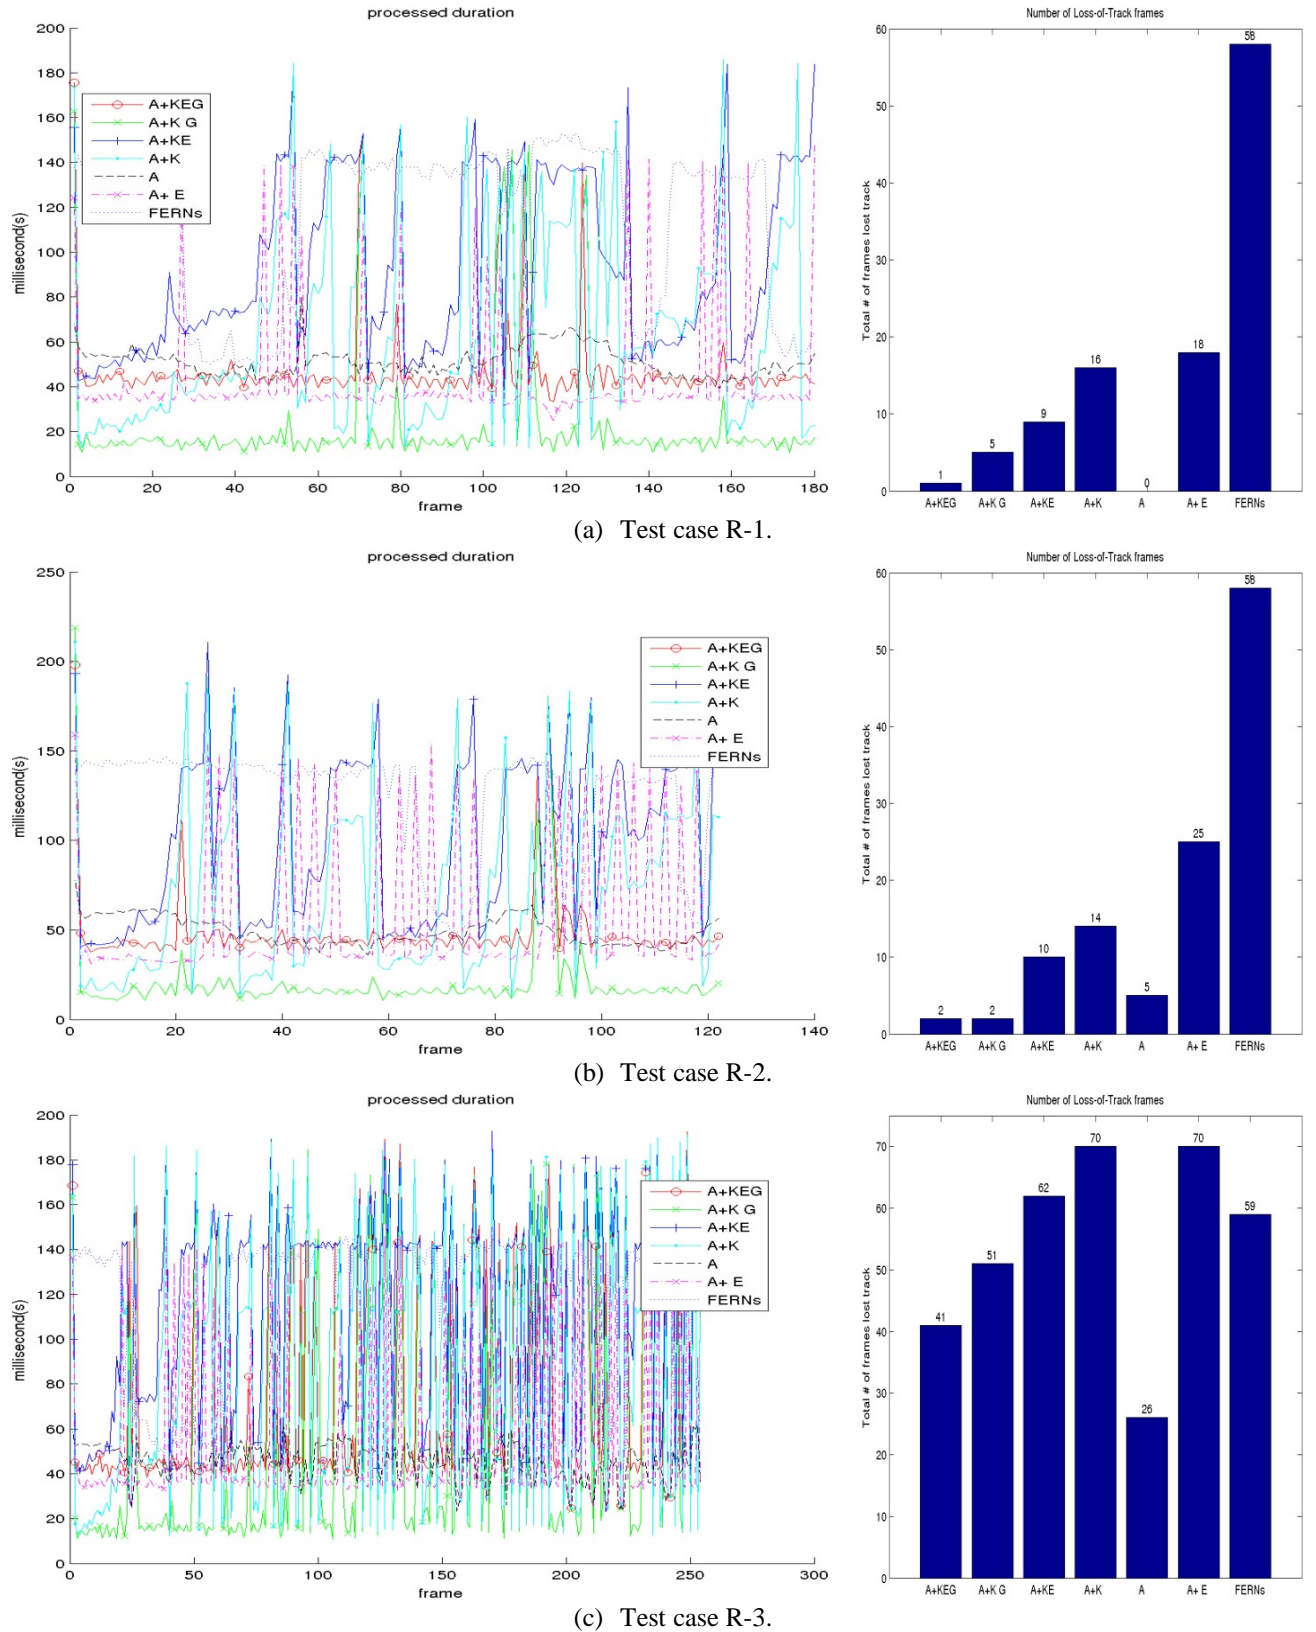 processed duration
200
180
160
140
120
100
80
60
40
20
0
millisecond(s)
A+KEG
A+K G
A+KE
A+K
A
A+ E
FERNs
0 20 40 60 80 100 120 140 160 180
frame
Number of Loss-of-Track frames
60
50
40
30
20
10
0
Total # of frames lost track
1 5 9 16 0 18 58
A+KEG A+K G A+KE A+K A A+ E FERNs
(a) Test case R-1.
processed duration
250
200
150
100
50
0
millisecond(s)
A+KEG
A+K G
A+KE
A+K
A
A+ E
FERNs
0 20 40 60 80 100 120 140
frame
Number of Loss-of-Track frames
60
50
40
30
20
10
0
Total # of frames lost track
2 2 10 14 5 25 58
A+KEG A+K G A+KE A+K A A+ E FERNs
(b) Test case R-2.
processed duration
200
180
160
140
120
100
80
60
40
20
0
millisecond(s)
A+KEG
A+K G
A+KE
A+K
A
A+ E
FERNs
0 50 100 150 200 250 300
frame
Number of Loss-of-Track frames
70
60
50
40
30
20
10
0
Total # of frames lost track
41 51 62 70 26 70 59
A+KEG A+K G A+KE A+K A A+ E FERNs
(c) Test case R-3.